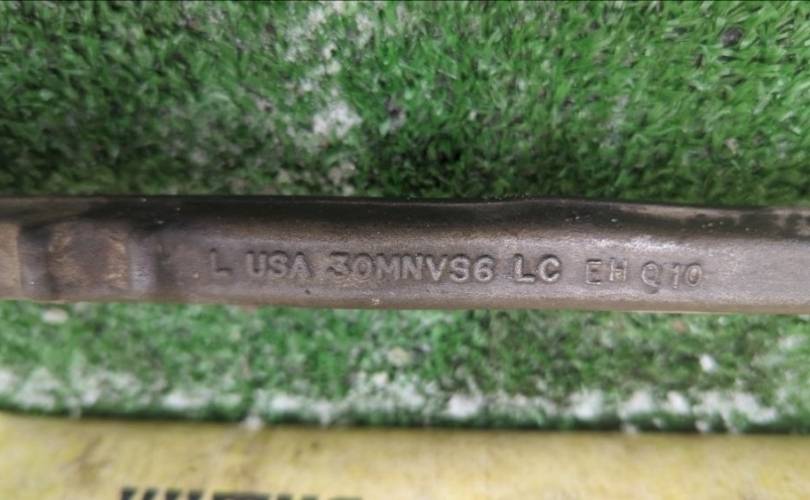 L USA 30MNVS6 LC EH Q10